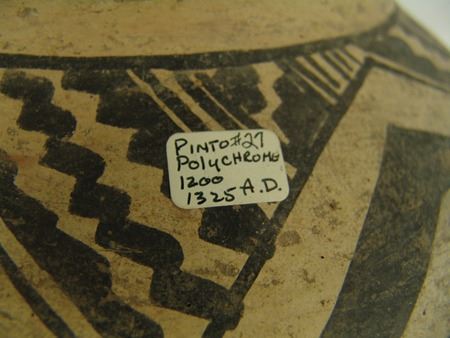 PINTO#27
POLYCHROME
1200
1325 A.D.